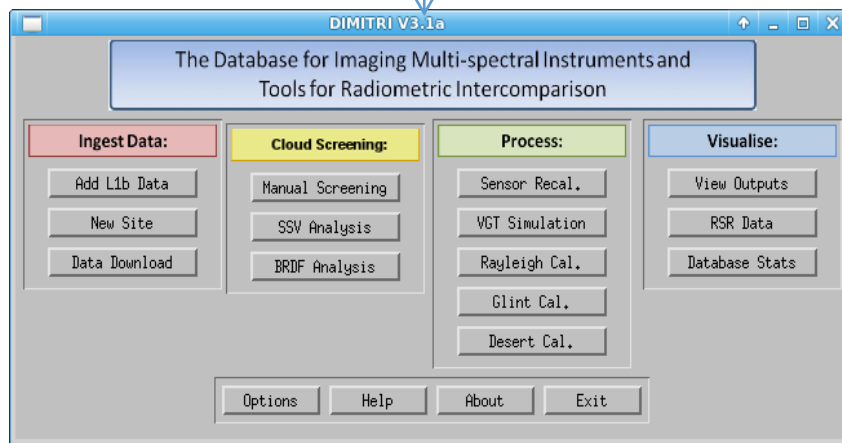 DIMITRI V3.1a
The Database for Imaging Multi-spectral Instruments and
Tools for Radiometric Intercomparison
Ingest Data:
Add L1b Data
New Site
Data Download
Cloud Screening:
Manual Screening
SSV Analysis
BRDF Analysis
Process:
Sensor Recal.
VGT Simulation
Rayleigh Cal.
Glint Cal.
Desert Cal.
Visualise:
View Outputs
RSR Data
Database Stats
Options
Help
About
Exit